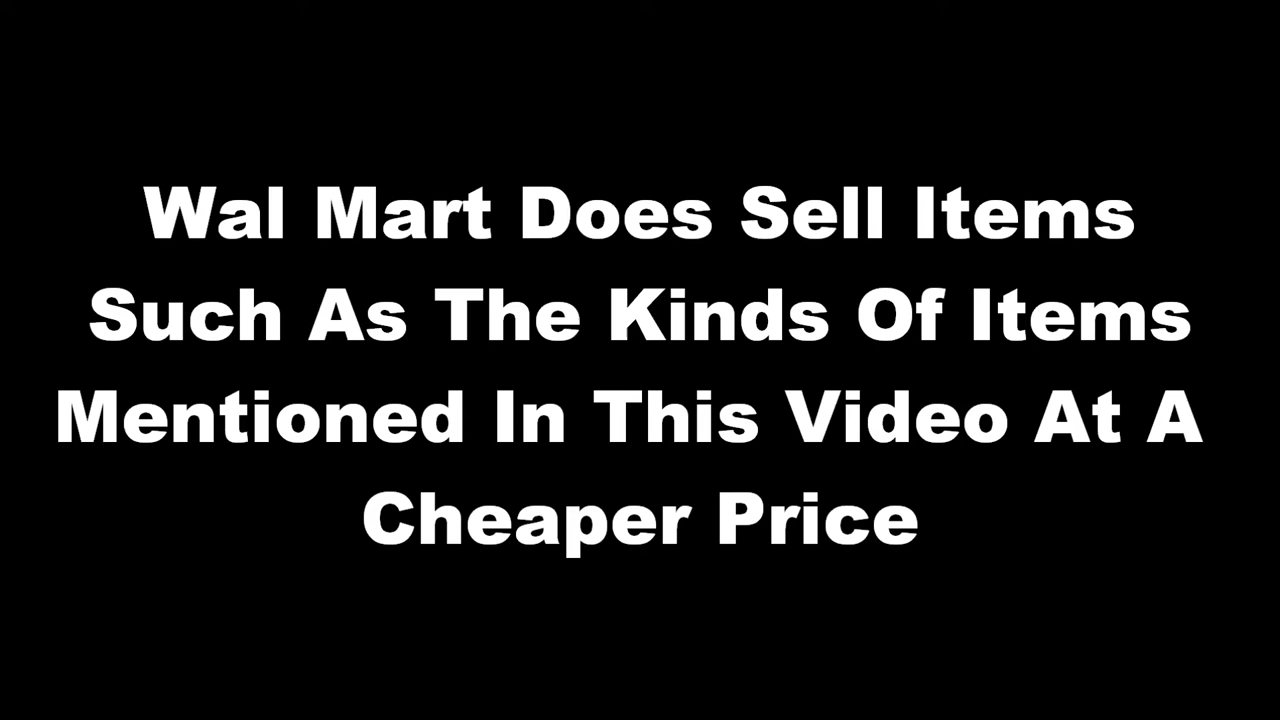 Wal Mart Does Sell Items
Such As The Kinds Of Items
Mentioned In This Video At A
Cheaper Price